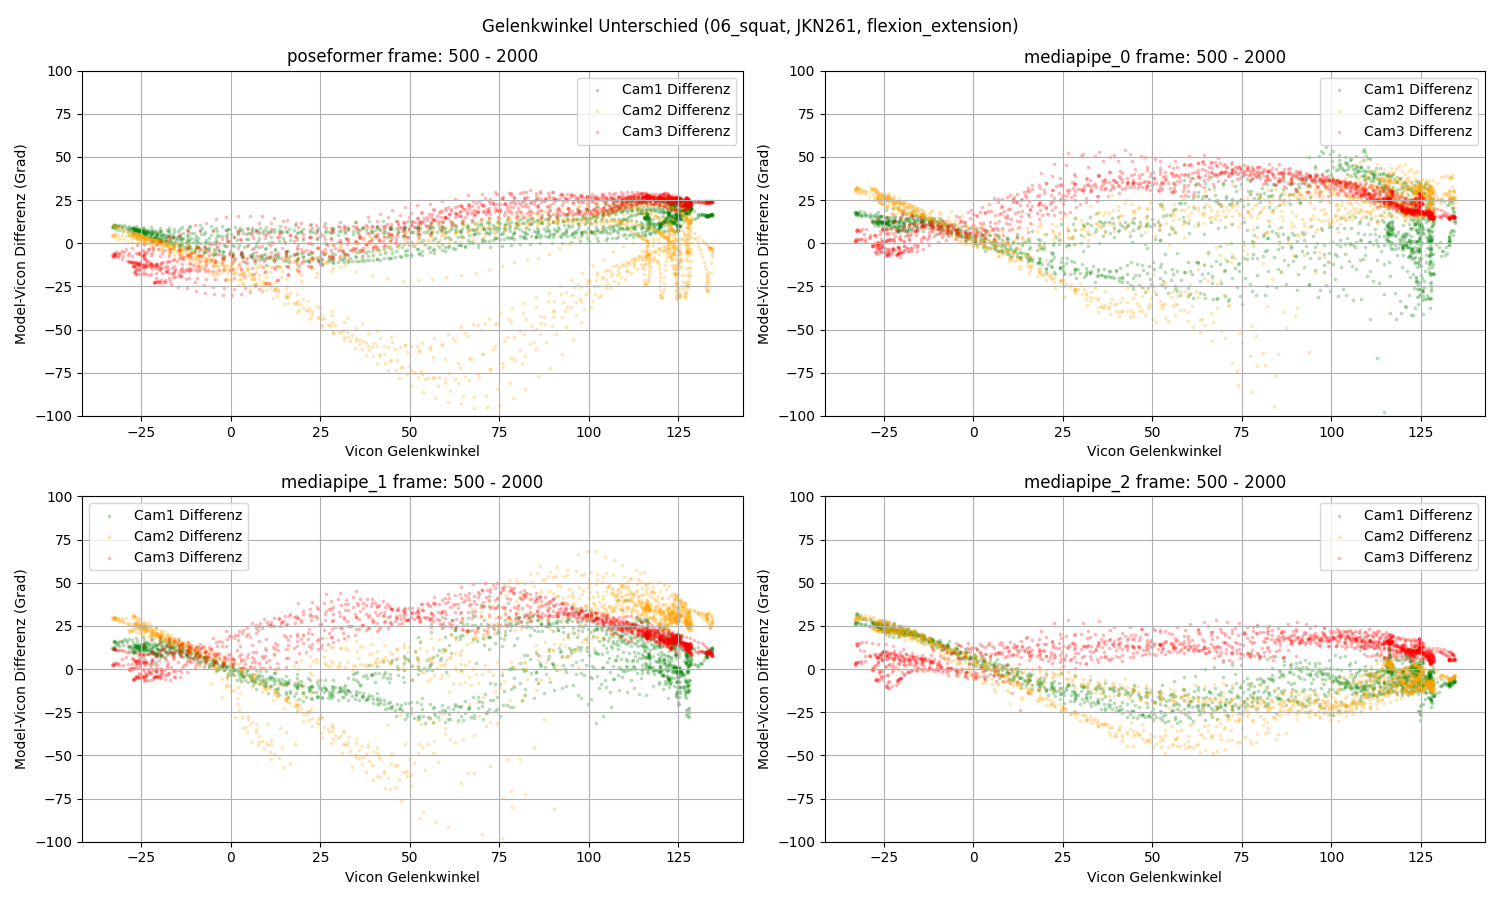 Gelenkwinkel Unterschied (06_squat, JKN261, flexion_extension)
poseformer frame: 500 - 2000
100
75
50
25
0
−25
−50
−75
−100
Model-Vicon Differenz (Grad)
Cam1 Differenz
Cam2 Differenz
Cam3 Differenz
−25 0 25 50 75 100 125
Vicon Gelenkwinkel
mediapipe_0 frame: 500 - 2000
100
75
50
25
0
−25
−50
−75
−100
Model-Vicon Differenz (Grad)
Cam1 Differenz
Cam2 Differenz
Cam3 Differenz
−25 0 25 50 75 100 125
Vicon Gelenkwinkel
mediapipe_1 frame: 500 - 2000
100
75
50
25
0
−25
−50
−75
−100
Model-Vicon Differenz (Grad)
Cam1 Differenz
Cam2 Differenz
Cam3 Differenz
−25 0 25 50 75 100 125
Vicon Gelenkwinkel
mediapipe_2 frame: 500 - 2000
100
75
50
25
0
−25
−50
−75
−100
Model-Vicon Differenz (Grad)
Cam1 Differenz
Cam2 Differenz
Cam3 Differenz
−25 0 25 50 75 100 125
Vicon Gelenkwinkel